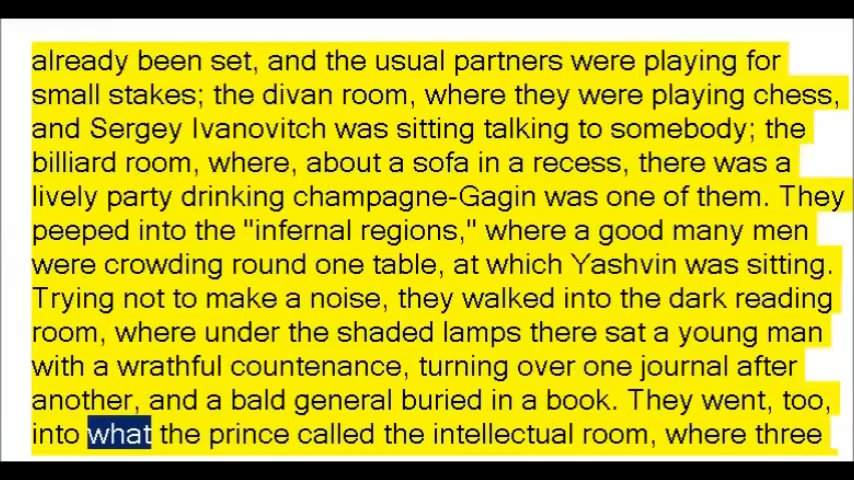 already been set, and the usual partners were playing for
small stakes; the divan room, where they were playing chess,
and Sergey Ivanovitch was sitting talking to somebody; the
billiard room, where, about a sofa in a recess, there was a
lively party drinking champagne-Gagin was one of them. They
peeped into the "infernal regions," where a good many men
were crowding round one table, at which Yashvin was sitting.
Trying not to make a noise, they walked into the dark reading
room, where under the shaded lamps there sat a young man
with a wrathful countenance, turning over one journal after
another, and a bald general buried in a book. They went, too,
into what the prince called the intellectual room, where three